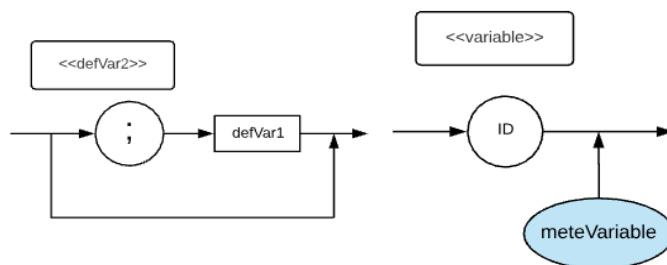 <<defVar2>>
;
defVar1
<<variable>>
ID
meteVariable